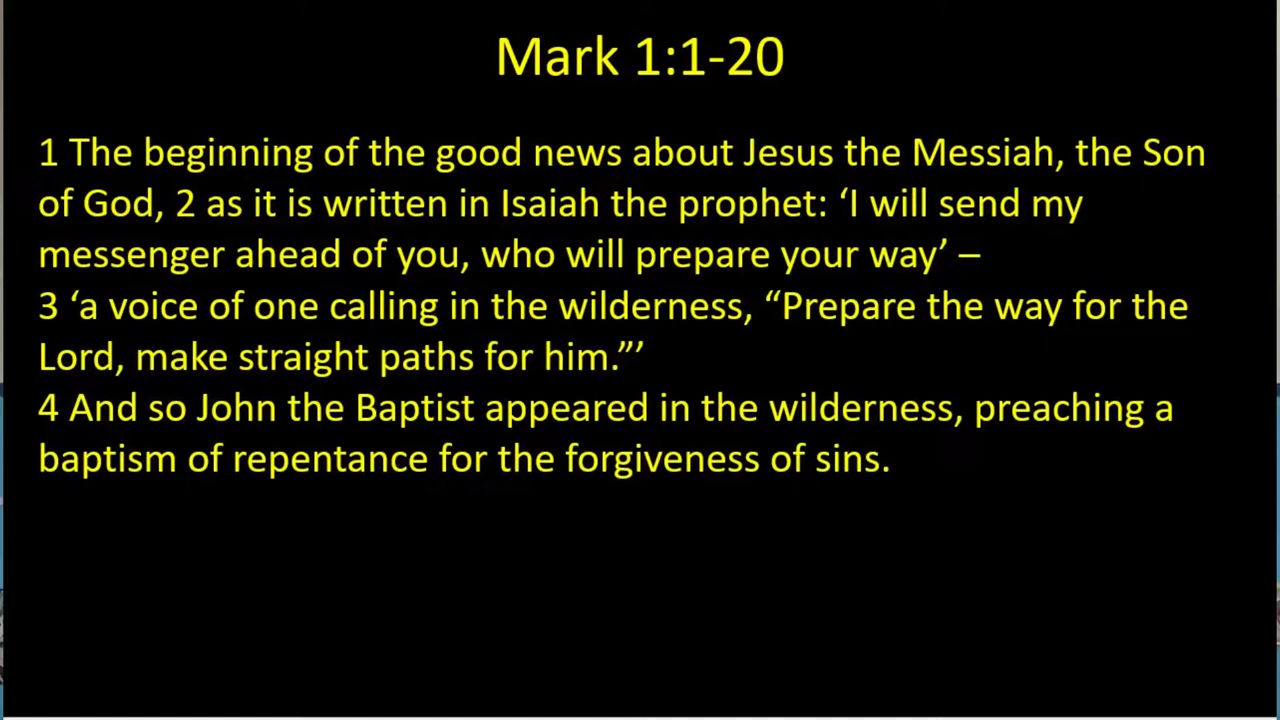 Mark 1:1-20
1 The beginning of the good news about Jesus the Messiah, the Son
of God, 2 as it is written in Isaiah the prophet: ‘I will send my
messenger ahead of you, who will prepare your way’ –
3 ‘a voice of one calling in the wilderness, “Prepare the way for the
Lord, make straight paths for him.”’
4 And so John the Baptist appeared in the wilderness, preaching a
baptism of repentance for the forgiveness of sins.